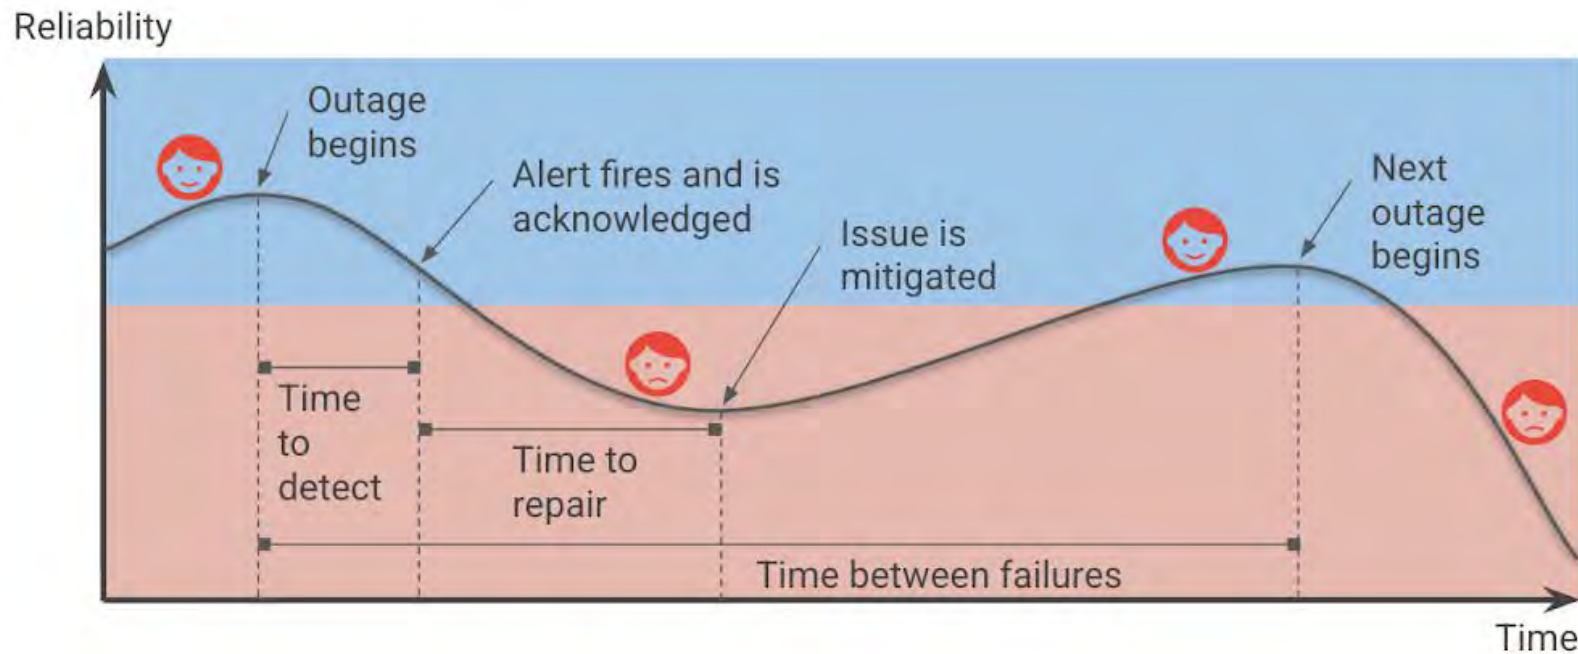 Reliability
Outage
begins
Alert fires and is
acknowledged
Issue is
mitigated
Next
outage
begins
Time
to
detect
Time to
repair
Time between failures
Time